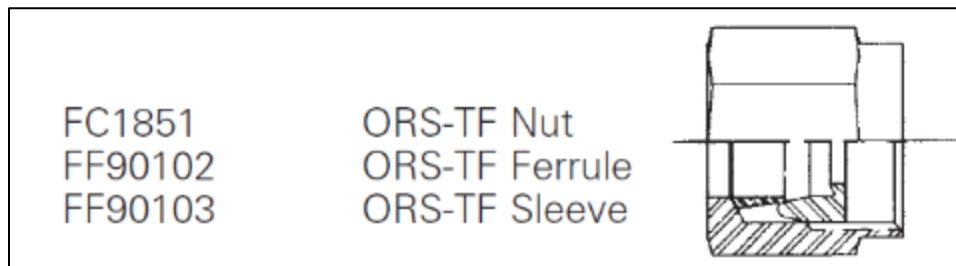 FC1851 ORS-TF Nut
FF90102 ORS-TF Ferrule
FF90103 ORS-TF Sleeve